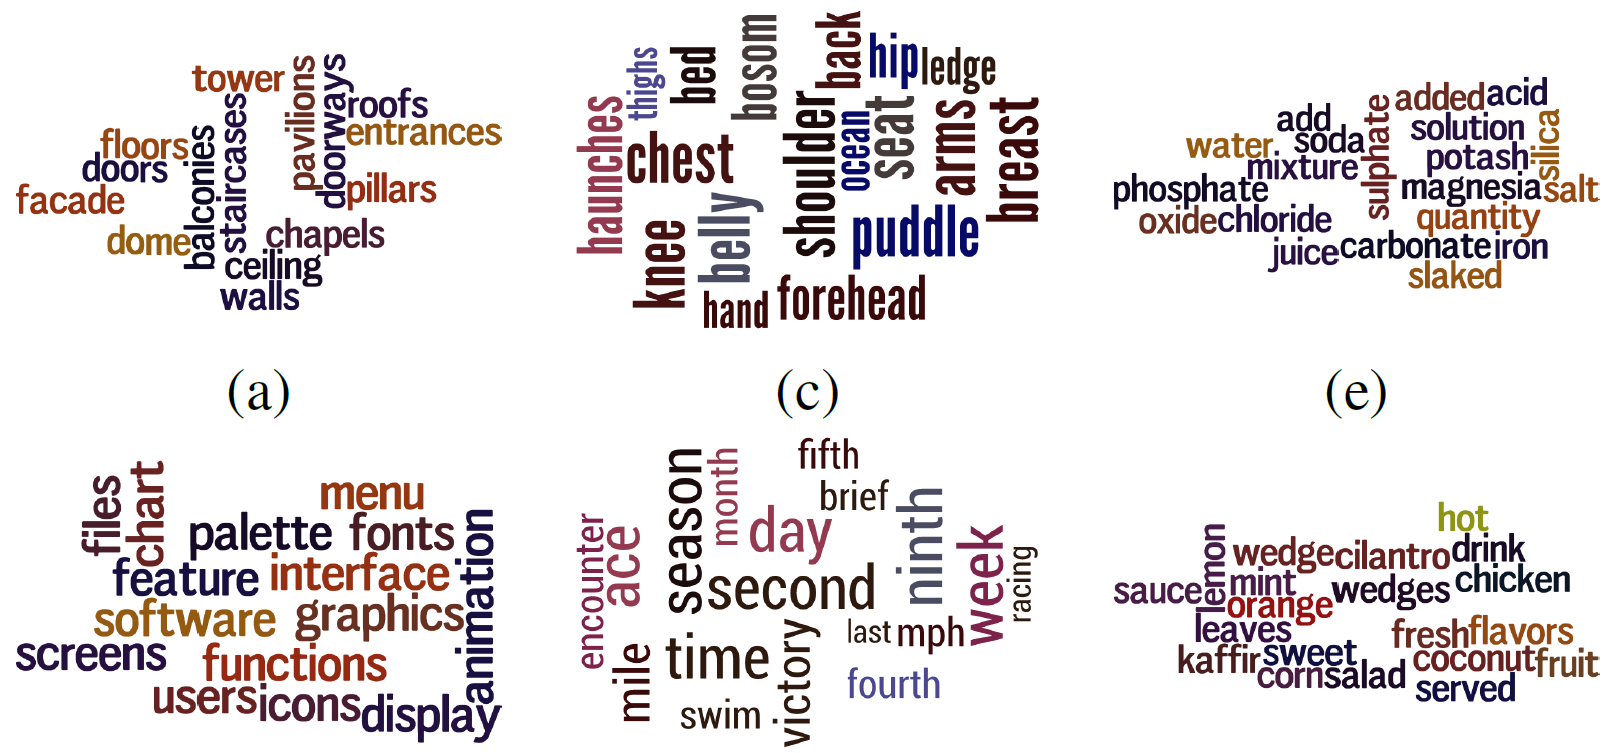 tower
pavilions
doorways
roofs
entrances
floors
doors
balconies
staircases
facade
pillars
dome
chapels
ceiling
walls
(a)
thighs
bed
bosom
back
hip
ledge
haunches
chest
shoulder
ocean
seat
arms
breast
knee
belly
puddle
hand
forehead
(c)
add
added
acid
water
soda
solution
silica
mixture
sulphate
potash
phosphate
magnesia
salt
oxide
chloride
quantity
juice
carbonate
iron
slaked
(e)
files
chart
menu
palette
fonts
feature
interface
animation
software
graphics
screens
functions
users
icons
display
season
month
fifth
brief
encounter
ace
day
ninth
week
racing
second
last
mph
mile
time
victory
fourth
swim
hot
lemon
wedge
cilantro
drink
sauce
mint
wedges
chicken
orange
leaves
fresh
flavors
kaffir
sweet
coconut
fruit
corn
salad
served